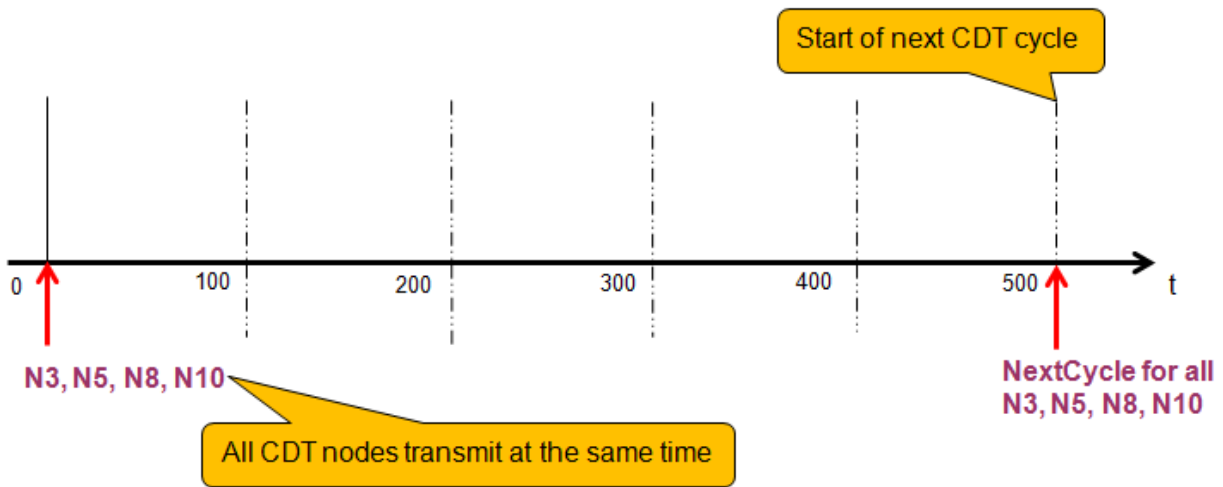 Start of next CDT cycle
0
100
200
300
400
500
t
N3, N5, N8, N10
NextCycle for all
N3, N5, N8, N10
All CDT nodes transmit at the same time